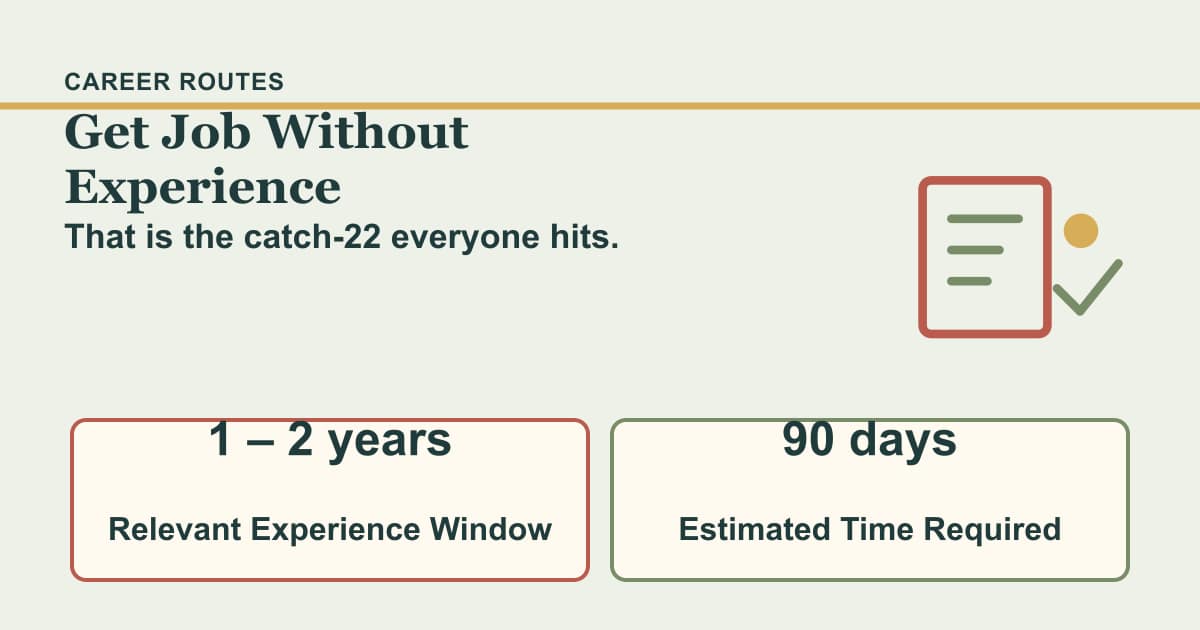 CAREER ROUTES
Get Job Without
Experience
That is the catch-22 everyone hits.
1 – 2 years
Relevant Experience Window
90 days
Estimated Time Required